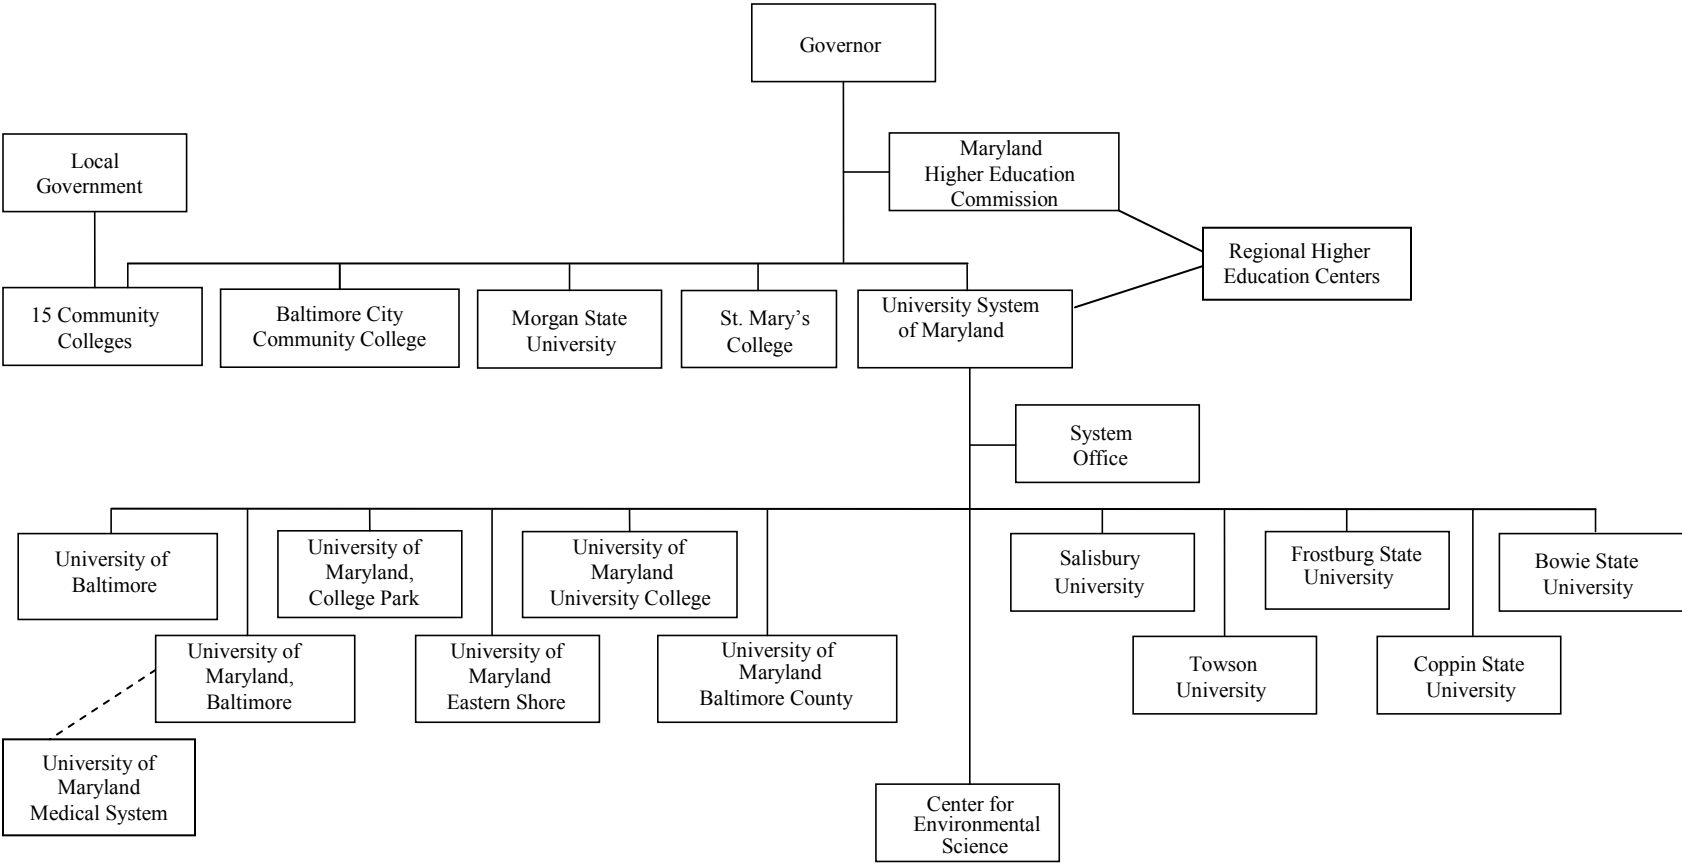 Governor
Local
Government
Maryland
Higher Education
Commission
Regional Higher
Education Centers
15 Community
Colleges
Baltimore City
Community College
Morgan State
University
St. Mary’s
College
University System
of Maryland
System
Office
University of
Baltimore
University of
Maryland,
College Park
University of
Maryland
University College
Salisbury
University
Frostburg State
University
Bowie State
University
University of
Maryland,
Baltimore
University of
Maryland
Eastern Shore
University of
Maryland
Baltimore County
Towson
University
Coppin State
University
University of
Maryland
Medical System
Center for
Environmental
Science